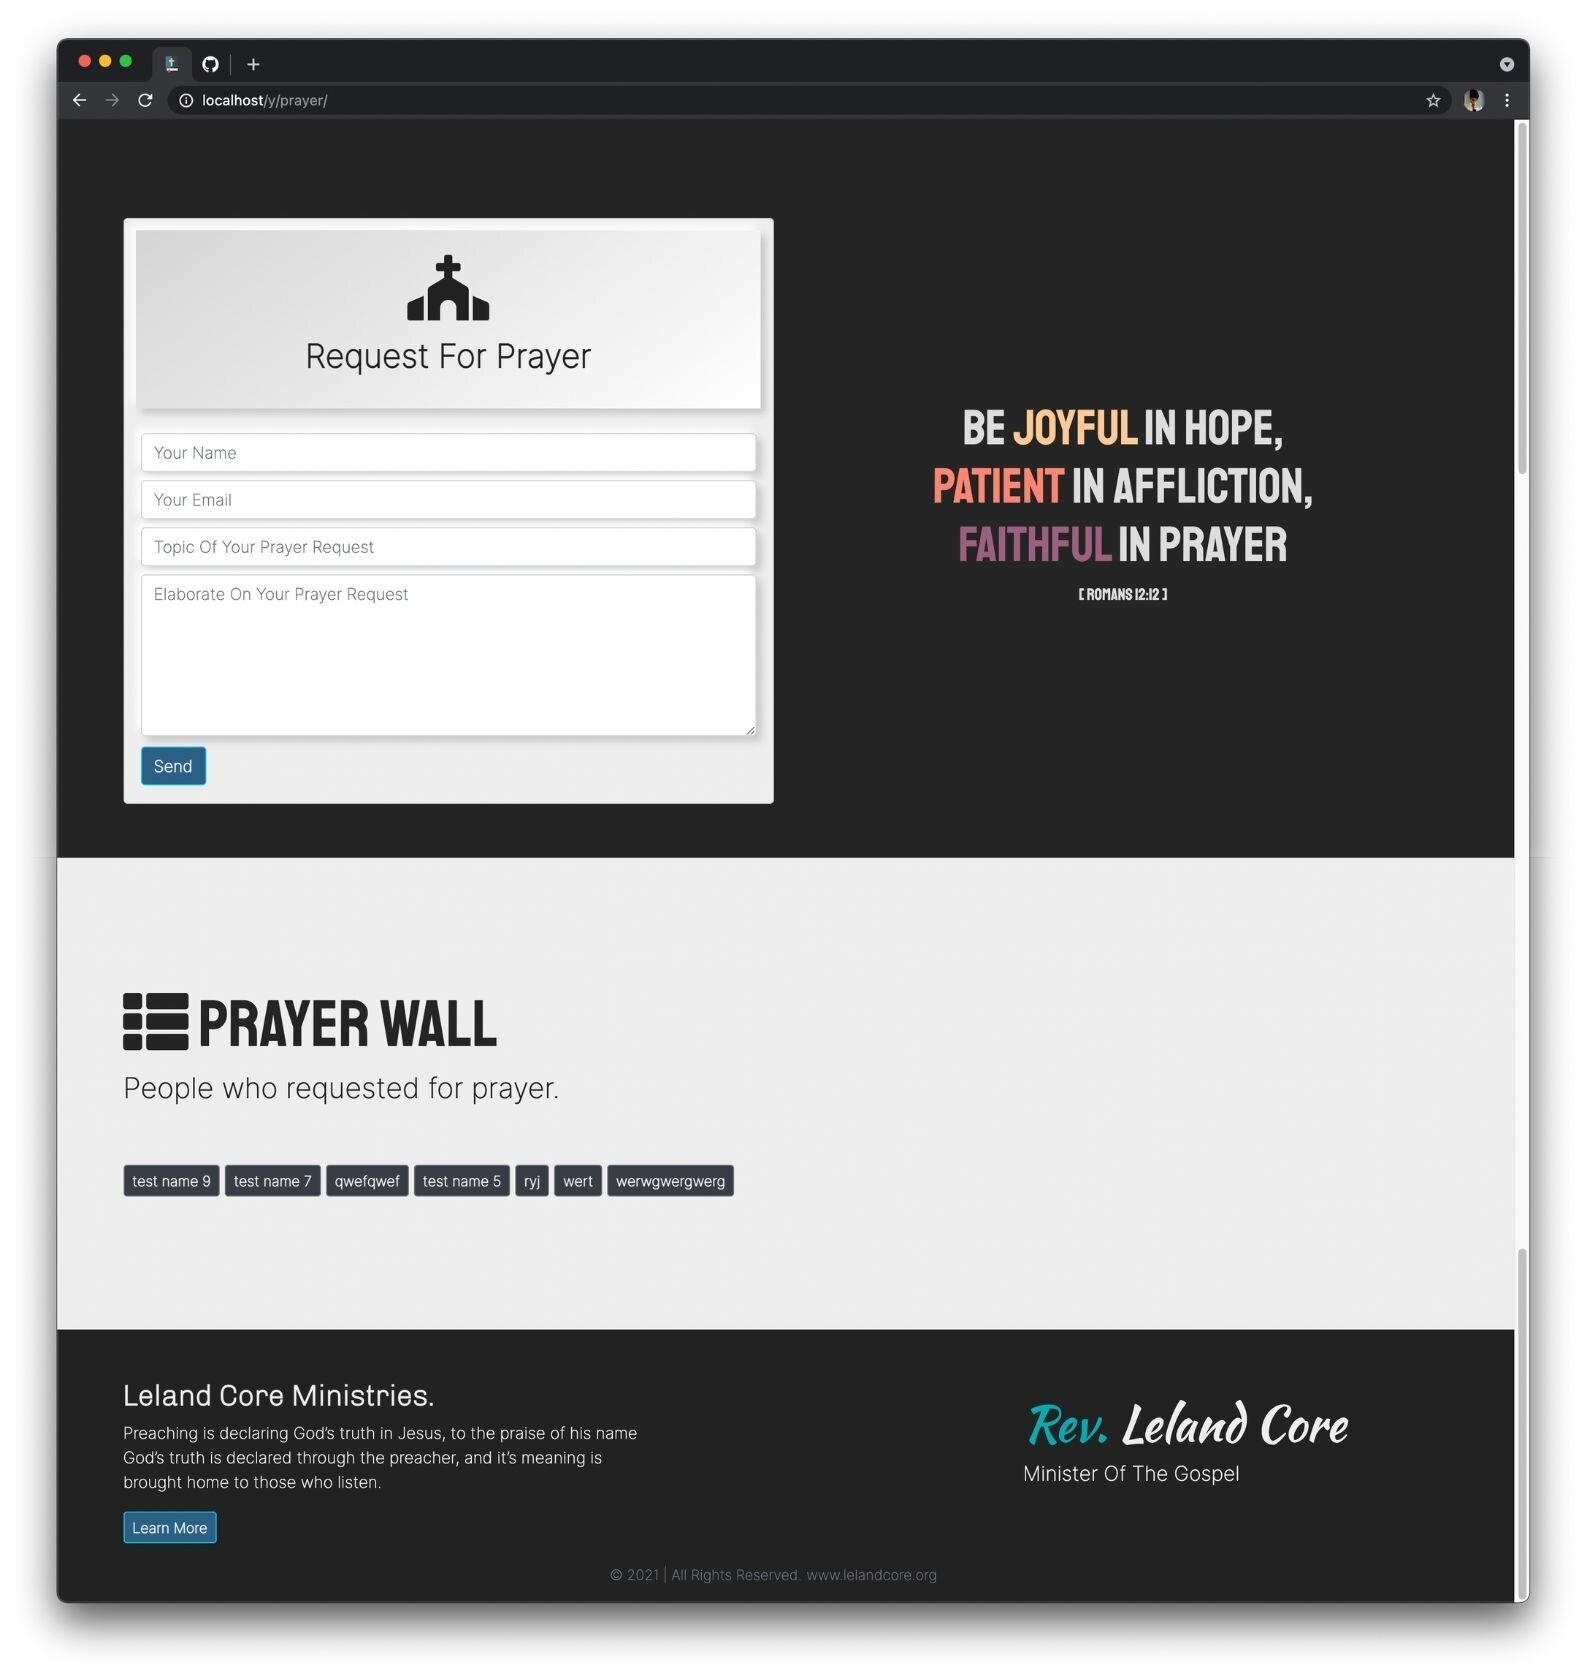 localhost/y/prayer/
Request For Prayer
Your Name
Your Email
Topic Of Your Prayer Request
Elaborate On Your Prayer Request
Send
BE JOYFUL IN HOPE,
PATIENT IN AFFLICTION,
FAITHFUL IN PRAYER
[ ROMANS 12:12 ]
PRAYER WALL
People who requested for prayer.
test name 9 test name 7 qwefqwef test name 5 ryj wert werwgwergwerg
Leland Core Ministries.
Preaching is declaring God’s truth in Jesus, to the praise of his name
God’s truth is declared through the preacher, and it’s meaning is
brought home to those who listen.
Learn More
Rev. Leland Core
Minister Of The Gospel
© 2021 | All Rights Reserved. www.lelandcore.org